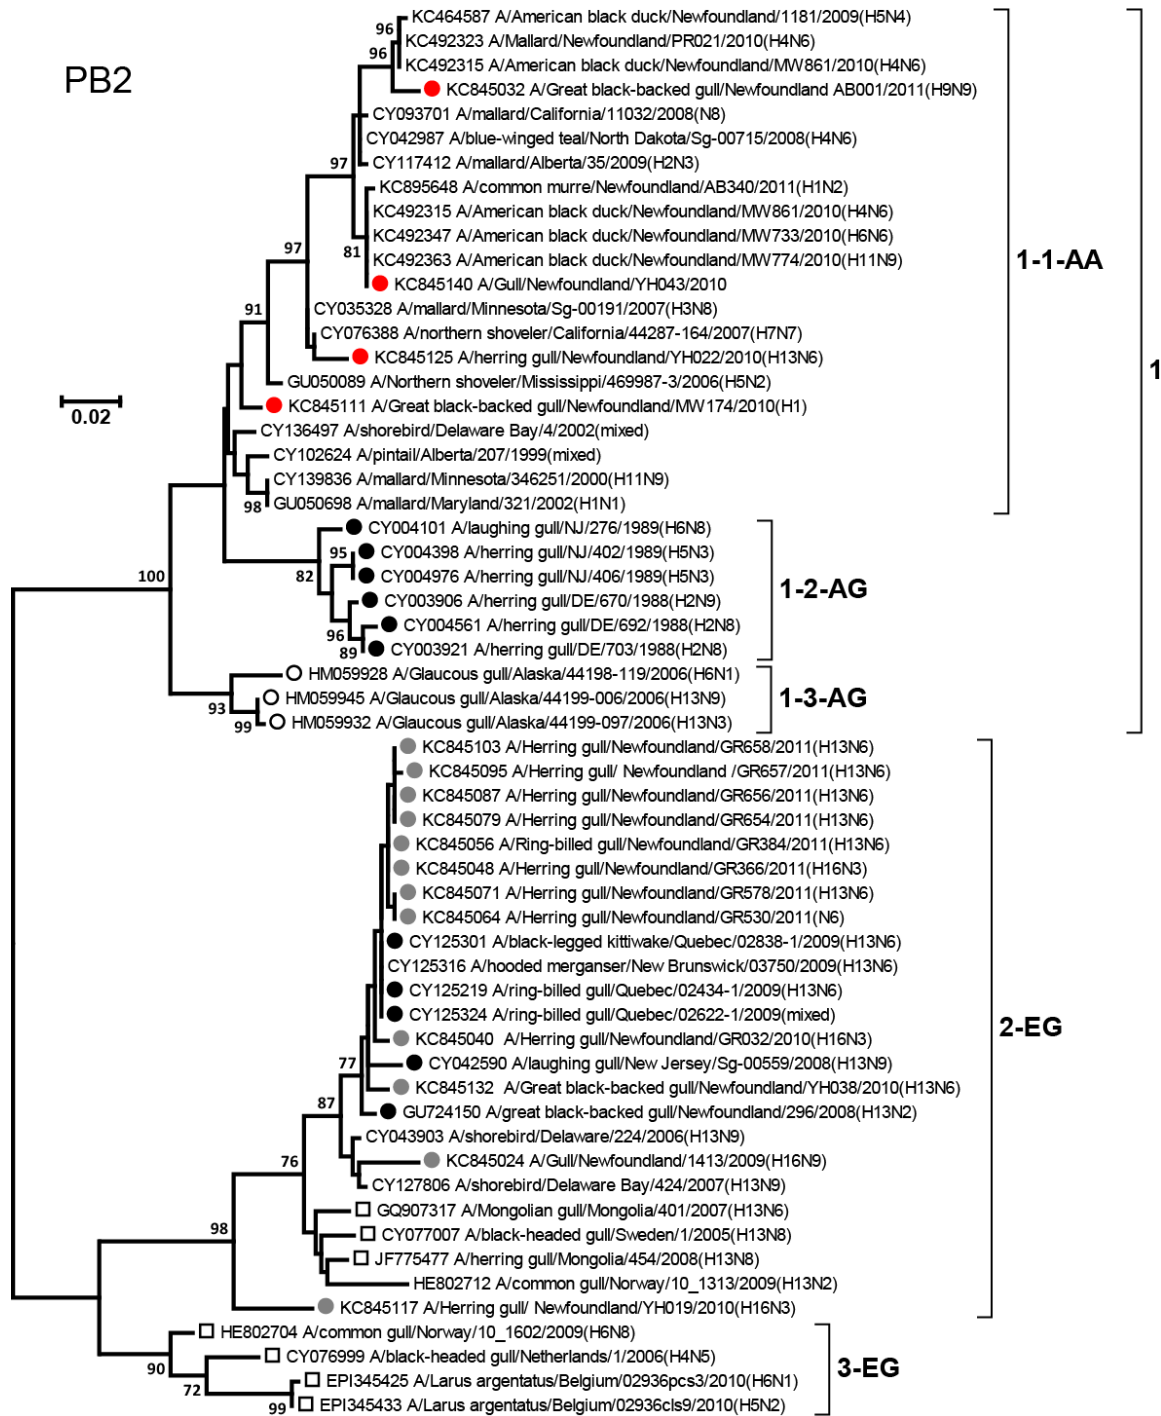 KC464587 A/American black duck/Newfoundland/1181/2009(H5N4)
96
KC492323 A/Mallard/Newfoundland/PR021/2010(H4N6)
96
KC492315 A/American black duck/Newfoundland/MW861/2010(H4N6)
PB2
KC845032 A/Great black-backed gull/Newfoundland AB001/2011(H9N9)
CY093701 A/mallard/California/11032/2008(N8)
CY042987 A/blue-winged teal/North Dakota/Sg-00715/2008(H4N6)
97
CY117412 A/mallard/Alberta/35/2009(H2N3)
KC895648 A/common murre/Newfoundland/AB340/2011(H1N2)
KC492315 A/American black duck/Newfoundland/MW861/2010(H4N6)
KC492347 A/American black duck/Newfoundland/MW733/2010(H6N6)
97
81
KC492363 A/American black duck/Newfoundland/MW774/2010(H11N9)
1-1-AA
KC845140 A/Gull/Newfoundland/YH043/2010
CY035328 A/mallard/Minnesota/Sg-00191/2007(H3N8)
91
CY076388 A/northern shoveler/California/44287-164/2007(H7N7)
KC845125 A/herring gull/Newfoundland/YH022/2010(H13N6)
1
GU050089 A/Northern shoveler/Mississippi/469987-3/2006(H5N2)
KC845111 A/Great black-backed gull/Newfoundland/MW174/2010(H1)
0.02
CY136497 A/shorebird/Delaware Bay/4/2002(mixed)
CY102624 A/pintail/Alberta/207/1999(mixed)
CY139836 A/mallard/Minnesota/346251/2000(H11N9)
98
GU050698 A/mallard/Maryland/321/2002(H1N1)
CY004101 A/laughing gull/NJ/276/1989(H6N8)
95
CY004398 A/herring gull/NJ/402/1989(H5N3)
100
82
CY004976 A/herring gull/NJ/406/1989(H5N3)
1-2-AG
CY003906 A/herring gull/DE/670/1988(H2N9)
CY004561 A/herring gull/DE/692/1988(H2N8)
96
89
CY003921 A/herring gull/DE/703/1988(H2N8)
HM059928 A/Glaucous gull/Alaska/44198-119/2006(H6N1)
HM059945 A/Glaucous gull/Alaska/44199-006/2006(H13N9)
1-3-AG
93
99
HM059932 A/Glaucous gull/Alaska/44199-097/2006(H13N3)
KC845103 A/Herring gull/Newfoundland/GR658/2011(H13N6)
KC845095 A/Herring gull/ Newfoundland /GR657/2011(H13N6)
KC845087 A/Herring gull/Newfoundland/GR656/2011(H13N6)
KC845079 A/Herring gull/Newfoundland/GR654/2011(H13N6)
KC845056 A/Ring-billed gull/Newfoundland/GR384/2011(H13N6)
KC845048 A/Herring gull/Newfoundland/GR366/2011(H16N3)
KC845071 A/Herring gull/Newfoundland/GR578/2011(H13N6)
KC845064 A/Herring gull/Newfoundland/GR530/2011(N6)
CY125301 A/black-legged kittiwake/Quebec/02838-1/2009(H13N6)
CY125316 A/hooded merganser/New Brunswick/03750/2009(H13N6)
CY125219 A/ring-billed gull/Quebec/02434-1/2009(H13N6)
CY125324 A/ring-billed gull/Quebec/02622-1/2009(mixed)
2-EG
KC845040 A/Herring gull/Newfoundland/GR032/2010(H16N3)
77
CY042590 A/laughing gull/New Jersey/Sg-00559/2008(H13N9)
KC845132 A/Great black-backed gull/Newfoundland/YH038/2010(H13N6)
87
GU724150 A/great black-backed gull/Newfoundland/296/2008(H13N2)
CY043903 A/shorebird/Delaware/224/2006(H13N9)
76
KC845024 A/Gull/Newfoundland/1413/2009(H16N9)
CY127806 A/shorebird/Delaware Bay/424/2007(H13N9)
GQ907317 A/Mongolian gull/Mongolia/401/2007(H13N6)
98
CY077007 A/black-headed gull/Sweden/1/2005(H13N8)
JF775477 A/herring gull/Mongolia/454/2008(H13N8)
HE802712 A/common gull/Norway/10_1313/2009(H13N2)
KC845117 A/Herring gull/ Newfoundland/YH019/2010(H16N3)
HE802704 A/common gull/Norway/10_1602/2009(H6N8)
CY076999 A/black-headed gull/Netherlands/1/2006(H4N5)
90
3-EG
72
EPI345425 A/Larus argentatus/Belgium/02936pcs3/2010(H6N1)
99
EPI345433 A/Larus argentatus/Belgium/02936cls9/2010(H5N2)